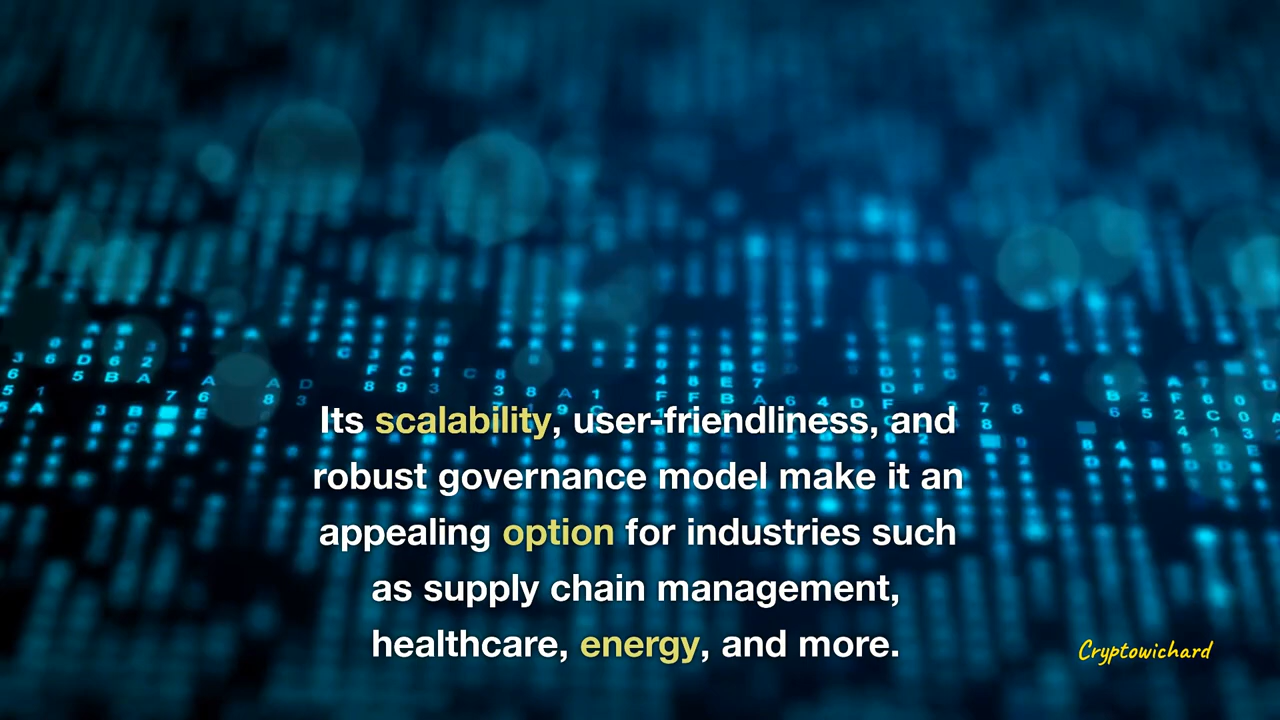 Its scalability, user-friendliness, and
robust governance model make it an
appealing option for industries such
as supply chain management,
healthcare, energy, and more.
Cryptowichard